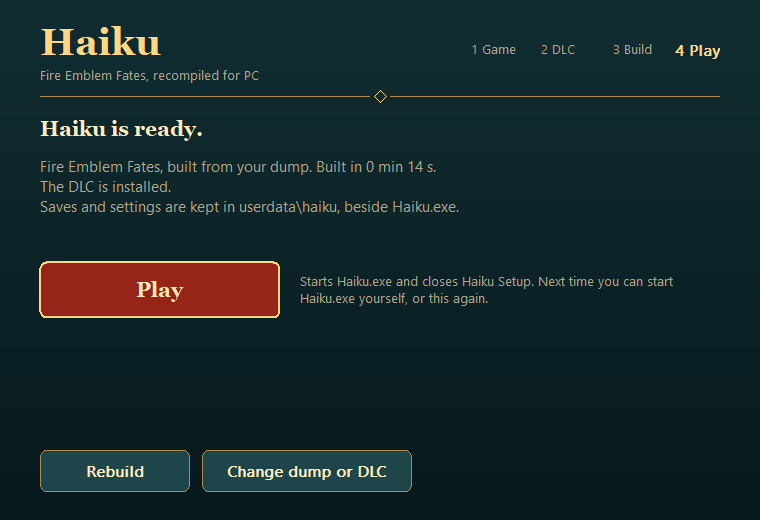 Haiku
1 Game
2 DLC
3 Build
4 Play
Fire Emblem Fates, recompiled for PC
Haiku is ready.
Fire Emblem Fates, built from your dump. Built in 0 min 14 s.
The DLC is installed.
Saves and settings are kept in userdata\haiku, beside Haiku.exe.
Play
Starts Haiku.exe and closes Haiku Setup. Next time you can start
Haiku.exe yourself, or this again.
Rebuild
Change dump or DLC